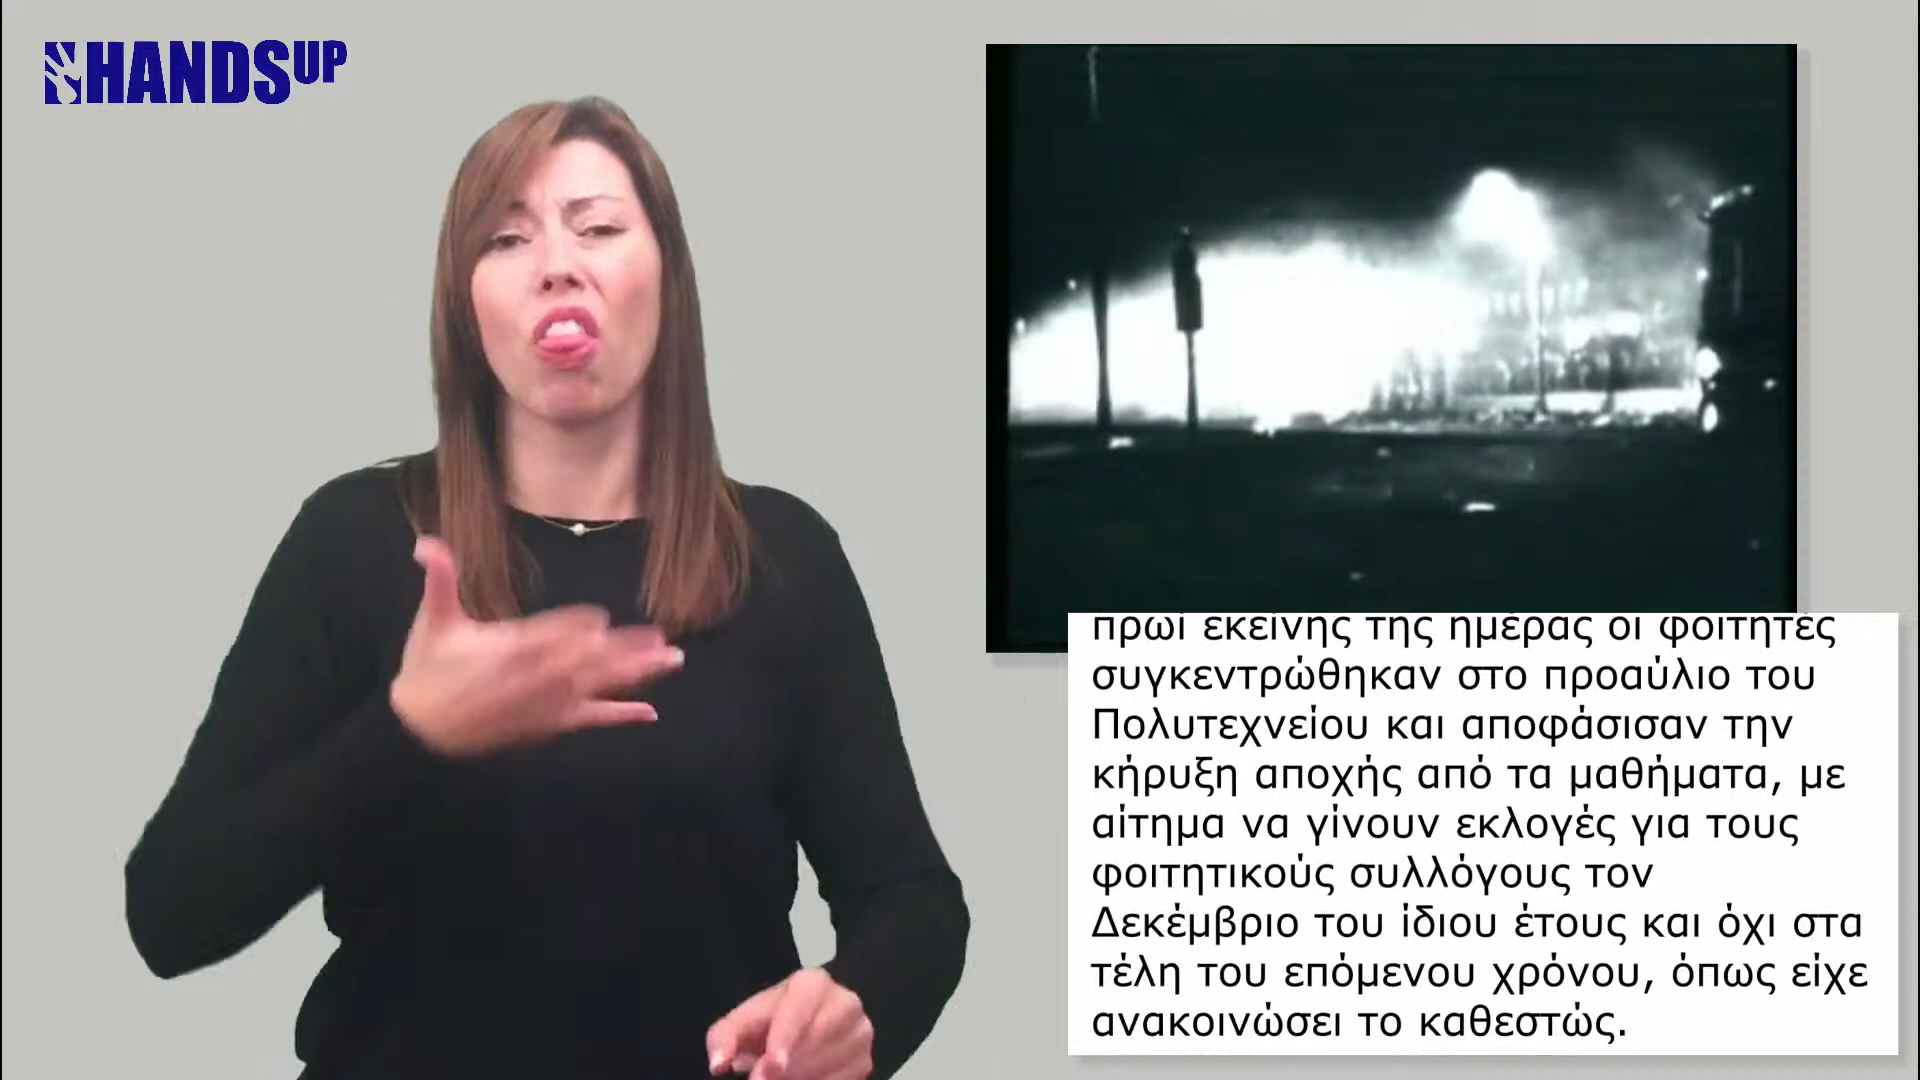 HANDSUP
πρωί εκείνης της ημέρας οι φοιτητές
συγκεντρώθηκαν στο προαύλιο του
Πολυτεχνείου και αποφάσισαν την
κήρυξη αποχής από τα μαθήματα, με
αίτημα να γίνουν εκλογές για τους
φοιτητικούς συλλόγους τον
Δεκέμβριο του ίδιου έτους και όχι στα
τέλη του επόμενου χρόνου, όπως είχε
ανακοινώσει το καθεστώς.